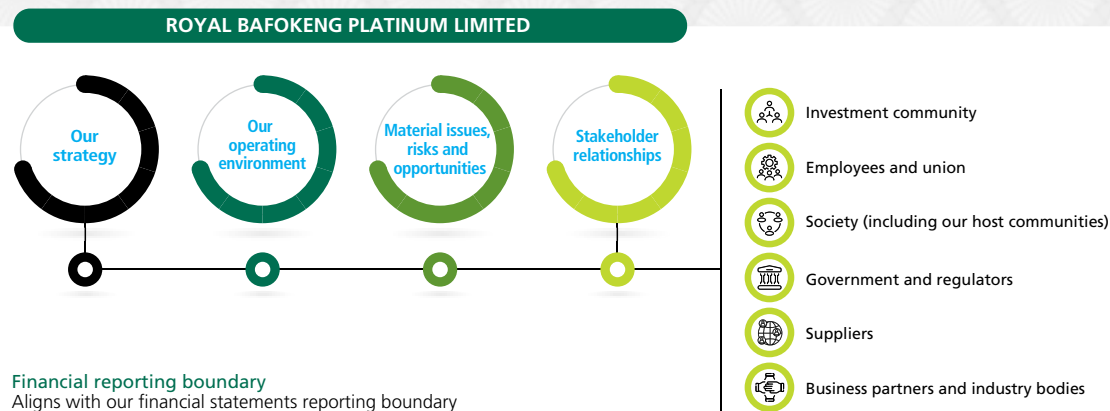 ROYAL BAFOKENG PLATINUM LIMITED
Our
strategy
Our
operating
environment
Material issues,
risks and
opportunities
Stakeholder
relationships
Investment community
Employees and union
Society (including our host communities)
Government and regulators
Suppliers
Business partners and industry bodies
Financial reporting boundary
Aligns with our financial statements reporting boundary